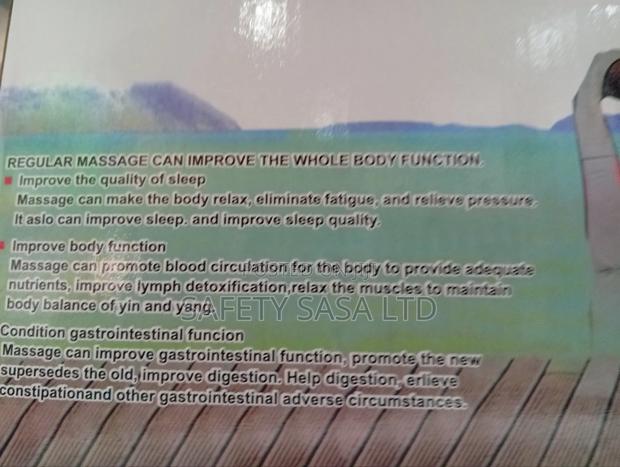 REGULAR MASSAGE CAN IMPROVE THE WHOLE BODY FUNCTION.
Improve the quality of sleep
Massage can make the body relax, eliminate fatigue, and relieve pressure.
It aslo can improve sleep. and improve sleep quality.
Improve body function
Massage can promote blood circulation for the body to provide adequate
nutrients, improve lymph detoxification,relax the muscles to maintain
body balance of yin and yang.
SAFETY SASA LTD
Condition gastrointestinal funcion
Massage can improve gastrointestinal function, promote the new
supersedes the old, improve digestion. Help digestion, erlieve
constipationand other gastrointestinal adverse circumstances.